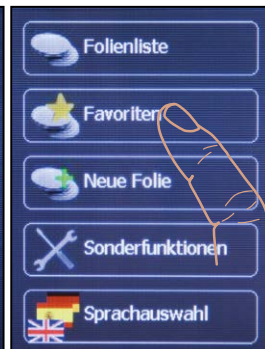 Folienliste
Favoriten
Neue Folie
Sonderfunktionen
Sprachauswahl